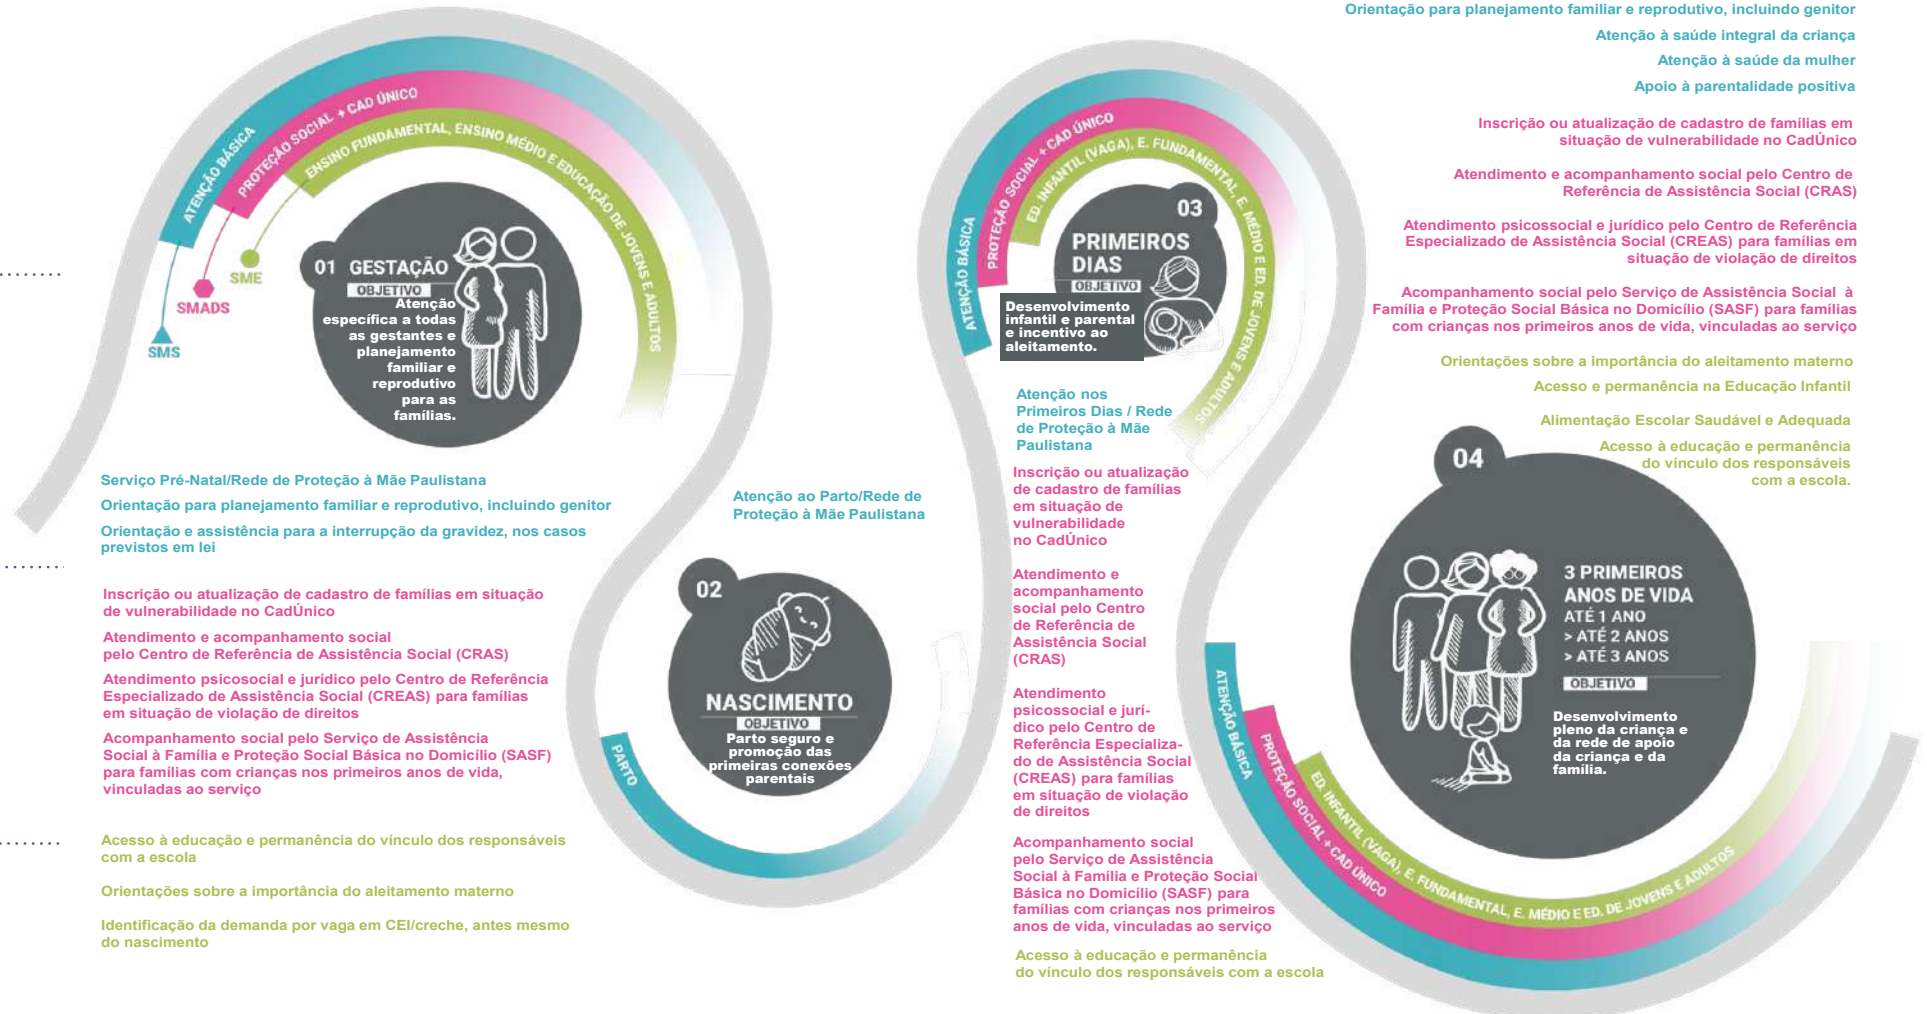 ATENÇÃO BÁSICA
PROTEÇÃO SOCIAL + CAD ÚNICO
ENSINO FUNDAMENTAL, ENSINO MÉDIO E EDUCAÇÃO DE JOVENS E ADULTOS
SME
SMADS
SMS
01 GESTAÇÃO
OBJETIVO
Atenção
específica a todas
as gestantes e
planejamento
familiar e
reprodutivo
para as
famílias.
Serviço Pré-Natal/Rede de Proteção à Mãe Paulistana
Orientação para planejamento familiar e reprodutivo, incluindo genitor
Orientação e assistência para a interrupção da gravidez, nos casos
previstos em lei
Inscrição ou atualização de cadastro de famílias em situação
de vulnerabilidade no CadÚnico
Atendimento e acompanhamento social
pelo Centro de Referência de Assistência Social (CRAS)
Atendimento psicosocial e jurídico pelo Centro de Referência
Especializado de Assistência Social (CREAS) para famílias
em situação de violação de direitos
Acompanhamento social pelo Serviço de Assistência
Social à Família e Proteção Social Básica no Domicílio (SASF)
para famílias com crianças nos primeiros anos de vida,
vinculadas ao serviço
Acesso à educação e permanência do vínculo dos responsáveis
com a escola
Orientações sobre a importância do aleitamento materno
Identificação da demanda por vaga em CEI/creche, antes mesmo
do nascimento
Atenção ao Parto/Rede de
Proteção à Mãe Paulistana
02
NASCIMENTO
OBJETIVO
Parto seguro e
promoção das
primeiras conexões
parentais
PARTO
ATENÇÃO BÁSICA
PROTEÇÃO SOCIAL + CAD ÚNICO
ED. INFANTIL (VAGA), E. FUNDAMENTAL, E. MÉDIO E ED. DE JOVENS E ADULTOS
03
PRIMEIROS
DIAS
OBJETIVO
Desenvolvimento
infantil e parental
e incentivo ao
aleitamento.
Atenção nos
Primeiros Dias / Rede
de Proteção à Mãe
Paulistana
Inscrição ou atualização
de cadastro de famílias
em situação de
vulnerabilidade
no CadÚnico
Atendimento e
acompanhamento
social pelo Centro
de Referência de
Assistência Social
(CRAS)
Atendimento
psicossocial e jurí-
dico pelo Centro de
Referência Especializa-
do de Assistência Social
(CREAS) para famílias
em situação de violação
de direitos
Acompanhamento social
pelo Serviço de Assistência
Social à Família e Proteção Social
Básica no Domicílio (SASF) para
famílias com crianças nos primeiros
anos de vida, vinculadas ao serviço
Acesso à educação e permanência
do vínculo dos responsáveis com a escola
Orientação para planejamento familiar e reprodutivo, incluindo genitor
Atenção à saúde integral da criança
Atenção à saúde da mulher
Apoio à parentalidade positiva
Inscrição ou atualização de cadastro de famílias em
situação de vulnerabilidade no CadÚnico
Atendimento e acompanhamento social pelo Centro de
Referência de Assistência Social (CRAS)
Atendimento psicossocial e jurídico pelo Centro de Referência
Especializado de Assistência Social (CREAS) para famílias em
situação de violação de direitos
Acompanhamento social pelo Serviço de Assistência Social à
Família e Proteção Social Básica no Domicílio (SASF) para famílias
com crianças nos primeiros anos de vida, vinculadas ao serviço
Orientações sobre a importância do aleitamento materno
Acesso e permanência na Educação Infantil
Alimentação Escolar Saudável e Adequada
Acesso à educação e permanência
do vínculo dos responsáveis
com a escola.
04
3 PRIMEIROS
ANOS DE VIDA
ATÉ 1 ANO
> ATÉ 2 ANOS
> ATÉ 3 ANOS
OBJETIVO
Desenvolvimento
pleno da criança e
da rede de apoio
da criança e da
família.
ATENÇÃO BÁSICA
PROTEÇÃO SOCIAL + CAD ÚNICO
ED. INFANTIL (VAGA), E. FUNDAMENTAL, E. MÉDIO E ED. DE JOVENS E ADULTOS